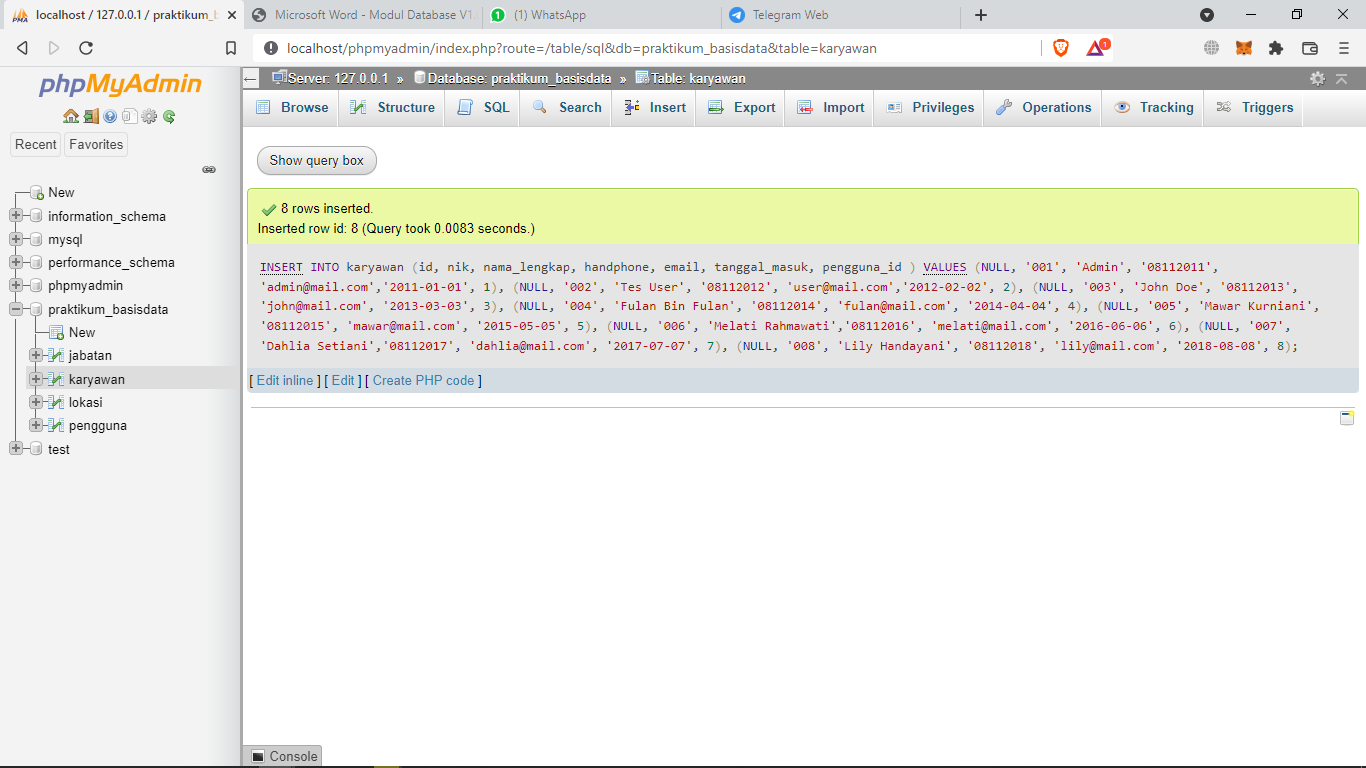 localhost / 127.0.0.1 / praktikum_b
Microsoft Word - Modul Database V1.
(1) WhatsApp
Telegram Web
localhost/phpmyadmin/index.php?route=/table/sql&db=praktikum_basisdata&table=karyawan
1
phpMyAdmin
Recent
Favorites
New
information_schema
mysql
performance_schema
phpmyadmin
praktikum_basisdata
New
jabatan
karyawan
lokasi
pengguna
test
Server: 127.0.0.1 » Database: praktikum_basisdata » Table: karyawan
Browse Structure SQL Search Insert Export Import Privileges Operations Tracking Triggers
Show query box
8 rows inserted.
Inserted row id: 8 (Query took 0.0083 seconds.)
INSERT INTO karyawan (id, nik, nama_lengkap, handphone, email, tanggal_masuk, pengguna_id ) VALUES (NULL, '001', 'Admin', '08112011',
'admin@mail.com','2011-01-01', 1), (NULL, '002', 'Tes User', '08112012', 'user@mail.com','2012-02-02', 2), (NULL, '003', 'John Doe', '08112013',
'john@mail.com', '2013-03-03', 3), (NULL, '004', 'Fulan Bin Fulan', '08112014', 'fulan@mail.com', '2014-04-04', 4), (NULL, '005', 'Mawar Kurniani',
'08112015', 'mawar@mail.com', '2015-05-05', 5), (NULL, '006', 'Melati Rahmawati','08112016', 'melati@mail.com', '2016-06-06', 6), (NULL, '007',
'Dahlia Setiani','08112017', 'dahlia@mail.com', '2017-07-07', 7), (NULL, '008', 'Lily Handayani', '08112018', 'lily@mail.com', '2018-08-08', 8);
[ Edit inline ] [ Edit ] [ Create PHP code ]
Console